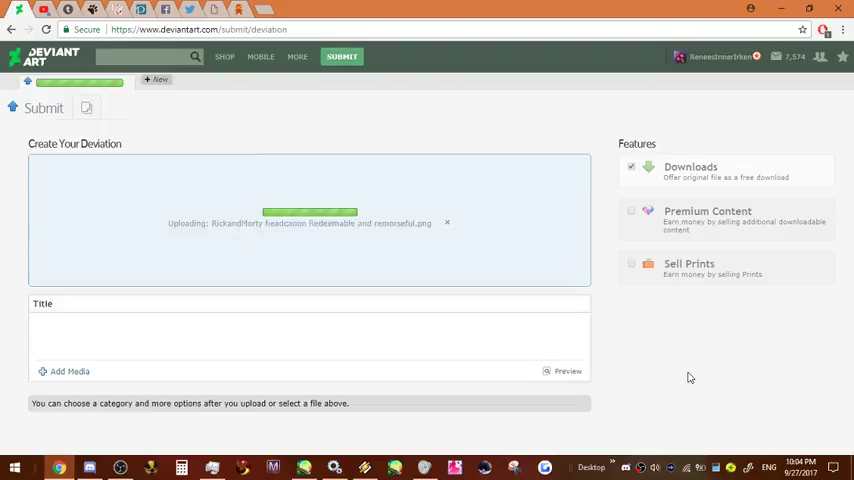 Secure https://www.deviantart.com/submit/deviation
DEVIANT ART
SHOP
MOBILE
MORE
SUBMIT
ReneesInnerIrken
7,574
+ New
Submit
Create Your Deviation
Uploading: RickandMorty headcanon Redeemable and remorseful.png
Title
Add Media
Preview
You can choose a category and more options after you upload or select a file above.
Features
Downloads
Offer original file as a free download
Premium Content
Earn money by selling additional downloadable
content
Sell Prints
Earn money by selling Prints
Desktop
ENG
10:04 PM
9/27/2017